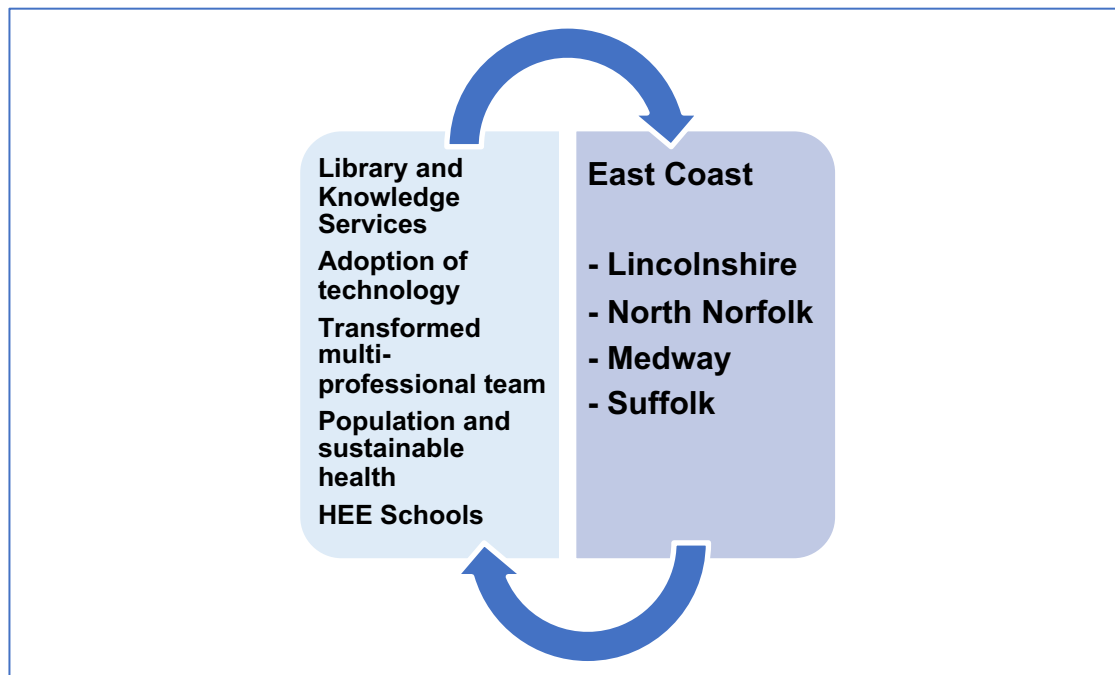 Library and
Knowledge
Services
Adoption of
technology
Transformed
multi-
professional team
Population and
sustainable
health
HEE Schools
East Coast
- Lincolnshire
- North Norfolk
- Medway
- Suffolk